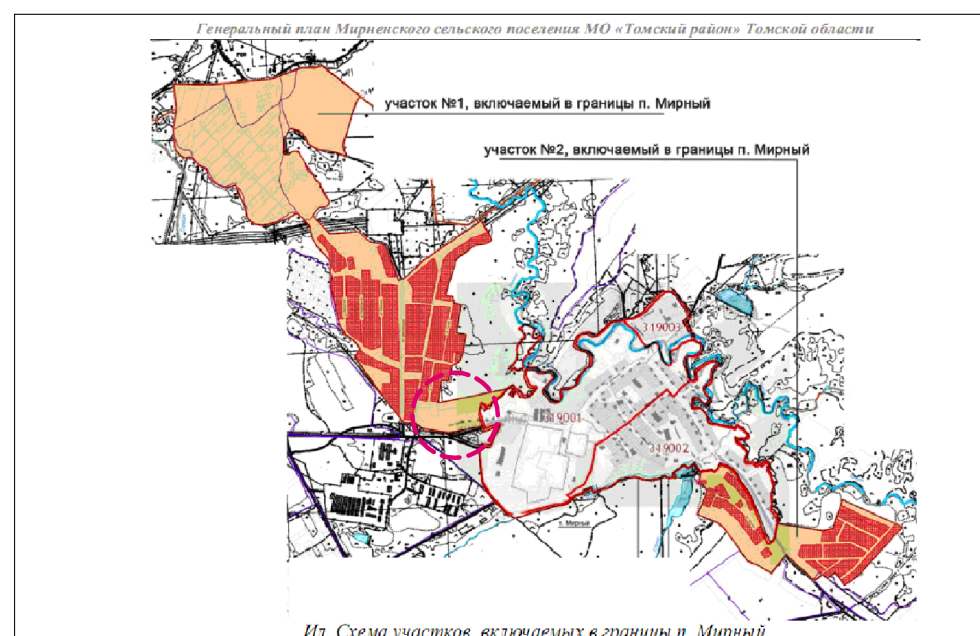 Генеральный план Мирненского сельского поселения МО «Томский район» Томской области
участок №1, включаемый в границы п. Мирный
участок №2, включаемый в границы п. Мирный
319003
319001
319002
п. Мирный
Ил. Схема участков, включаемых в границы п. Мирный